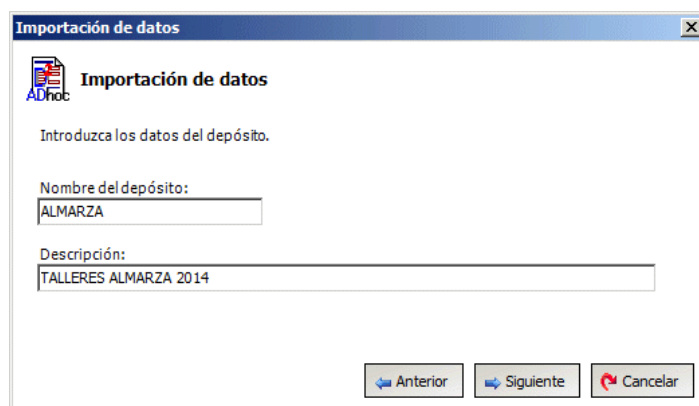 Importación de datos
ADhoc
Importación de datos
Introduzca los datos del depósito.
Nombre del depósito:
ALMARZA
Descripción:
TALLERES ALMARZA 2014
Anterior
Siguiente
Cancelar